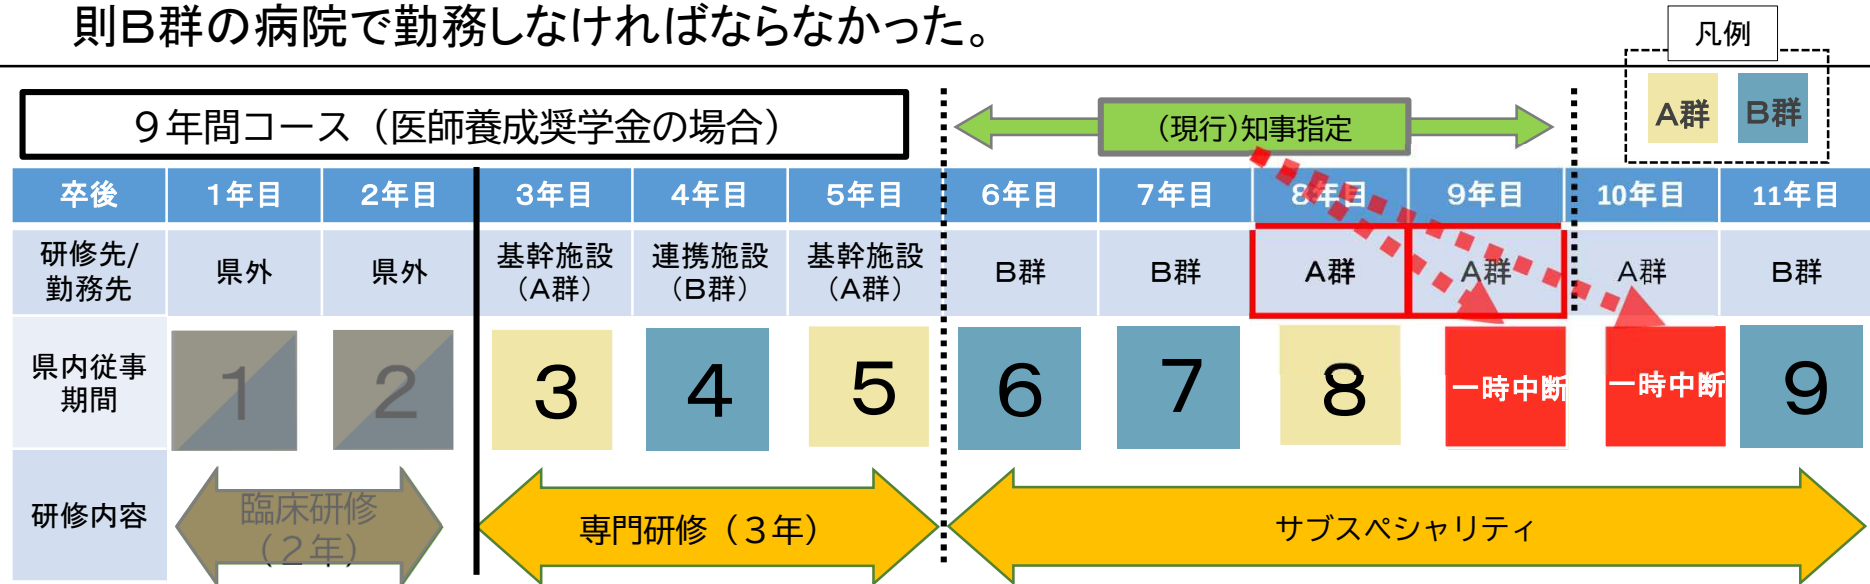 則B群の病院で勤務しなければならなかった。
凡例
A群 B群
9年間コース（医師養成奨学金の場合）
（現行）知事指定
卒後 1年目 2年目 3年目 4年目 5年目 6年目 7年目 8年目 9年目 10年目 11年目
研修先/
勤務先
県外 県外
基幹施設
（A群）
連携施設
（B群）
基幹施設
（A群）
B群 B群 A群 A群 A群 B群
県内従事
期間
1 2 3 4 5 6 7 8 一時中断 一時中断 9
研修内容
臨床研修
（2年）
専門研修（3年）
サブスペシャリティ